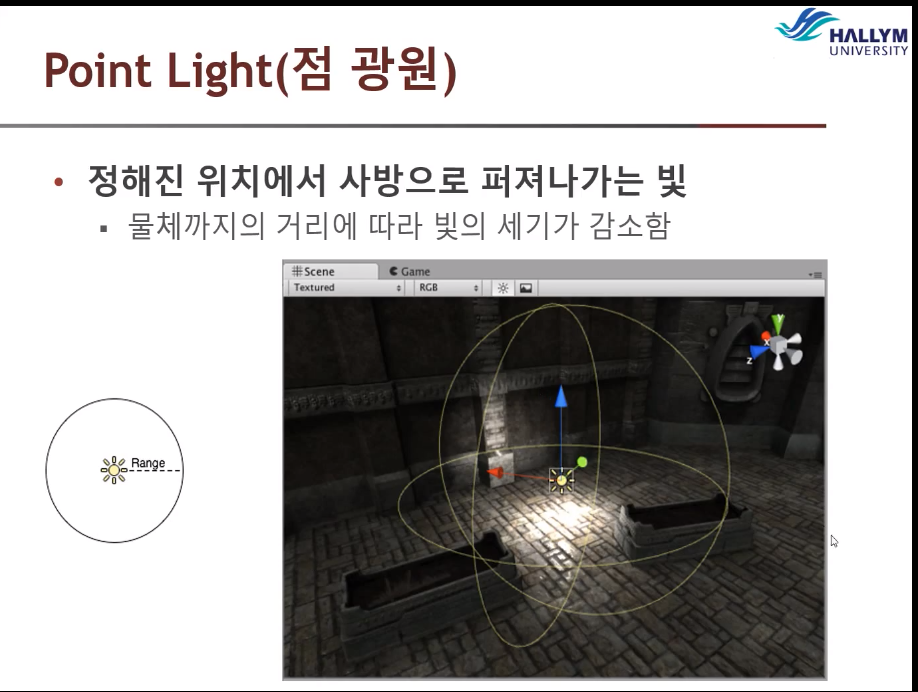 HALLYM
UNIVERSITY
Point Light(점 광원)
• 정해진 위치에서 사방으로 퍼져나가는 빛
▪ 물체까지의 거리에 따라 빛의 세기가 감소함
Scene Game
Textured RGB
y
x
z
Range